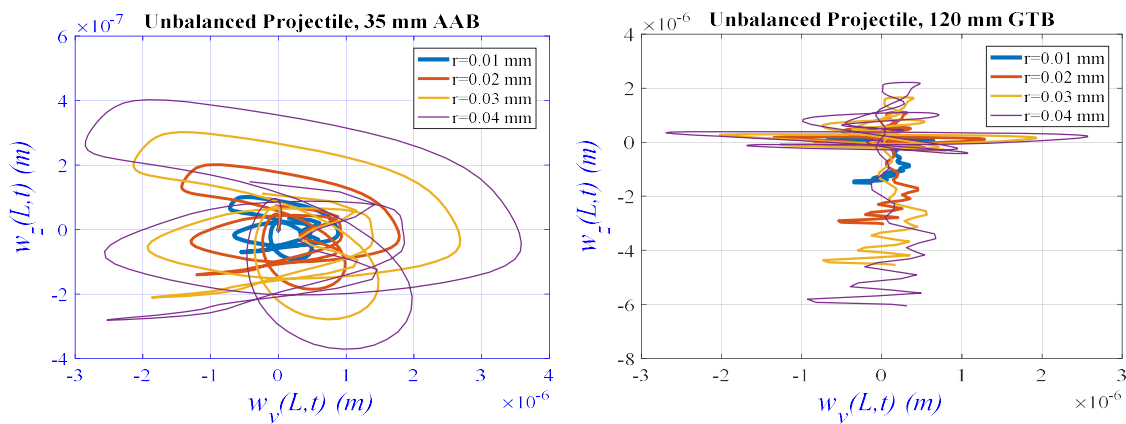 Unbalanced Projectile, 35 mm AAB
×10⁻⁷
6
4
2
0
-2
-4
w_z(L,t) (m)
r=0.01 mm
r=0.02 mm
r=0.03 mm
r=0.04 mm
-3 -2 -1 0 1 2 3 4
w_y(L,t) (m)
×10⁻⁶
Unbalanced Projectile, 120 mm GTB
×10⁻⁶
4
2
0
-2
-4
-6
-8
w_z(L,t) (m)
r=0.01 mm
r=0.02 mm
r=0.03 mm
r=0.04 mm
-3 -2 -1 0 1 2 3
w_y(L,t) (m)
×10⁻⁶